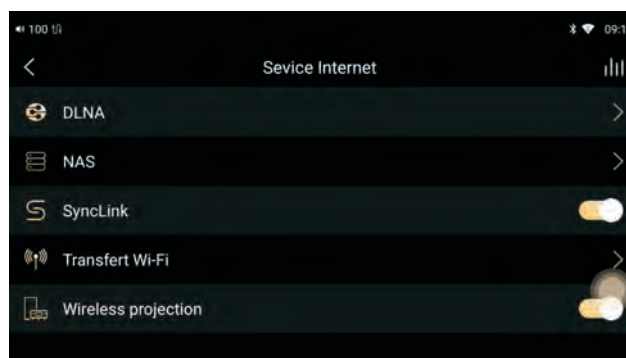 100
09:1
Sevice Internet
DLNA
NAS
SyncLink
Transfert Wi-Fi
Wireless projection